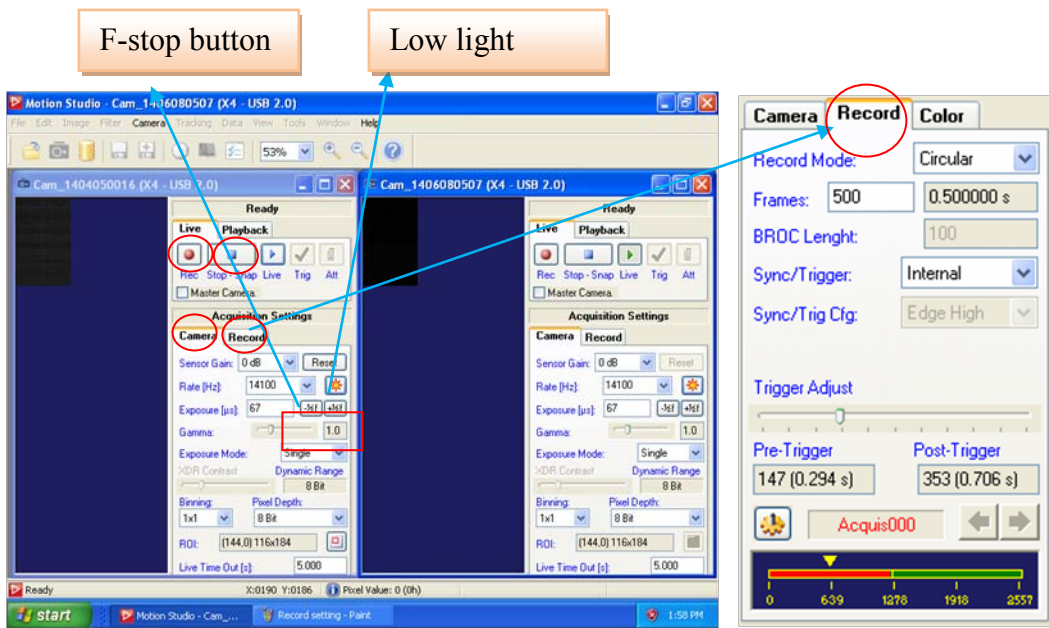 F-stop button
Low light
Motion Studio - Cam_1406080507 (X4 - USB 2.0)
File Edit Image Filter Camera Tracking Data View Tools Window Help
53%
Cam_1404050016 (X4 - USB 2.0)
Ready
Live Playback
Rec Stop - Snap Live Trig Att
Master Camera.
Acquisition Settings
Camera Record
Sensor Gain: 0 dB Reset
Rate [Hz]: 14100
Exposure [µs]: 67 -½f +½f
Gamma: 1.0
Exposure Mode: Single
XDR Contrast Dynamic Range
8 Bit
Binning: Pixel Depth:
1x1 8 Bit
ROI: (144,0) 116x184
Live Time Out [s]: 5.000
Cam_1406080507 (X4 - USB 2.0)
Ready
Live Playback
Rec Stop - Snap Live Trig Att
Master Camera.
Acquisition Settings
Camera Record
Sensor Gain: 0 dB Reset
Rate [Hz]: 14100
Exposure [µs]: 67 -½f +½f
Gamma: 1.0
Exposure Mode: Single
XDR Contrast Dynamic Range
8 Bit
Binning: Pixel Depth:
1x1 8 Bit
ROI: (144,0) 116x184
Live Time Out [s]: 5.000
Ready X:0190 Y:0186 Pixel Value: 0 (0h)
start Motion Studio - Cam_... Record setting - Paint 1:58 PM
Camera Record Color
Record Mode: Circular
Frames: 500 0.500000 s
BROC Lenght: 100
Sync/Trigger: Internal
Sync/Trig Cfg: Edge High
Trigger Adjust
Pre-Trigger Post-Trigger
147 (0.294 s) 353 (0.706 s)
Acquis000
0 639 1278 1918 2557